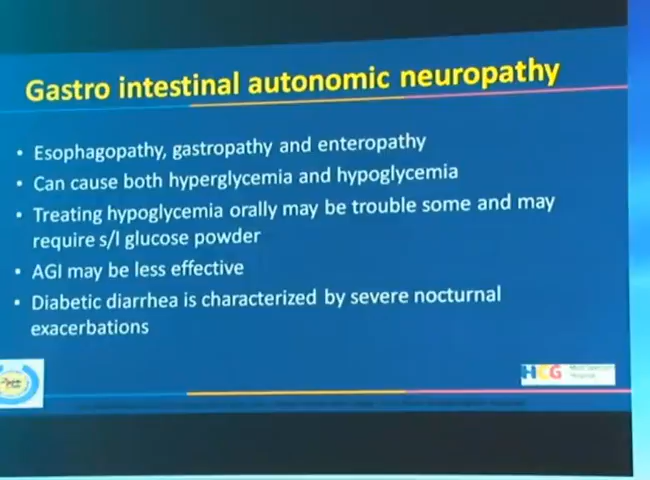 Gastro intestinal autonomic neuropathy
• Esophagopathy, gastropathy and enteropathy
• Can cause both hyperglycemia and hypoglycemia
• Treating hypoglycemia orally may be trouble some and may
require s/l glucose powder
• AGI may be less effective
• Diabetic diarrhea is characterized by severe nocturnal
exacerbations
HCG